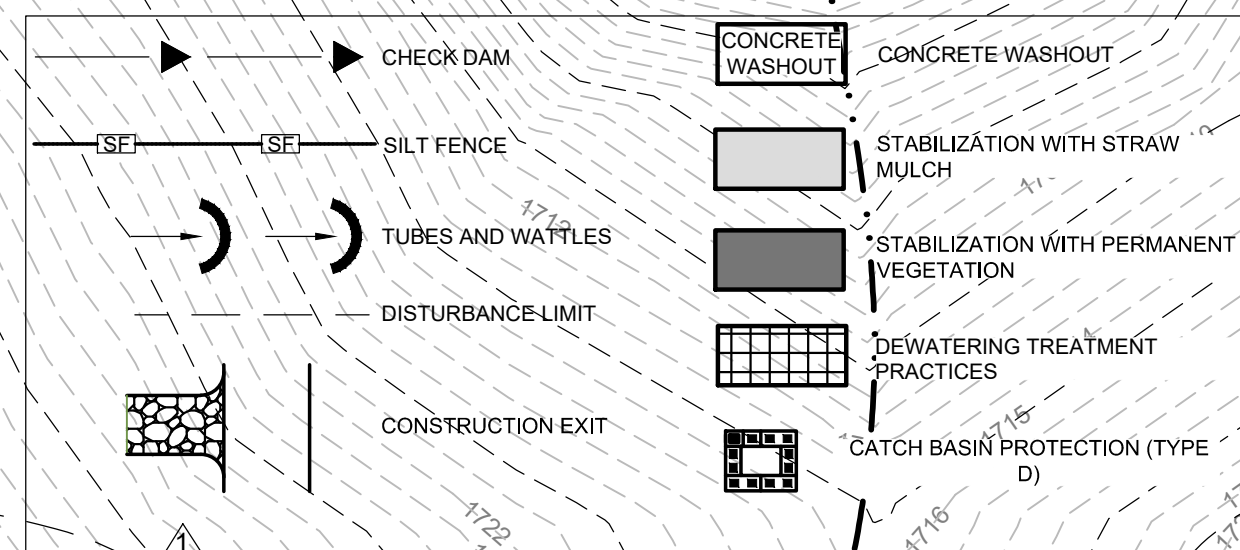 CHECK DAM
SF SF SILT FENCE
1713
TUBES AND WATTLES
DISTURBANCE LIMIT
CONSTRUCTION EXIT
1722
1
CONCRETE
WASHOUT
CONCRETE WASHOUT
STABILIZATION WITH STRAW
MULCH
STABILIZATION WITH PERMANENT
VEGETATION
DEWATERING TREATMENT
PRACTICES
1715
CATCH BASIN PROTECTION (TYPE
D)
1716